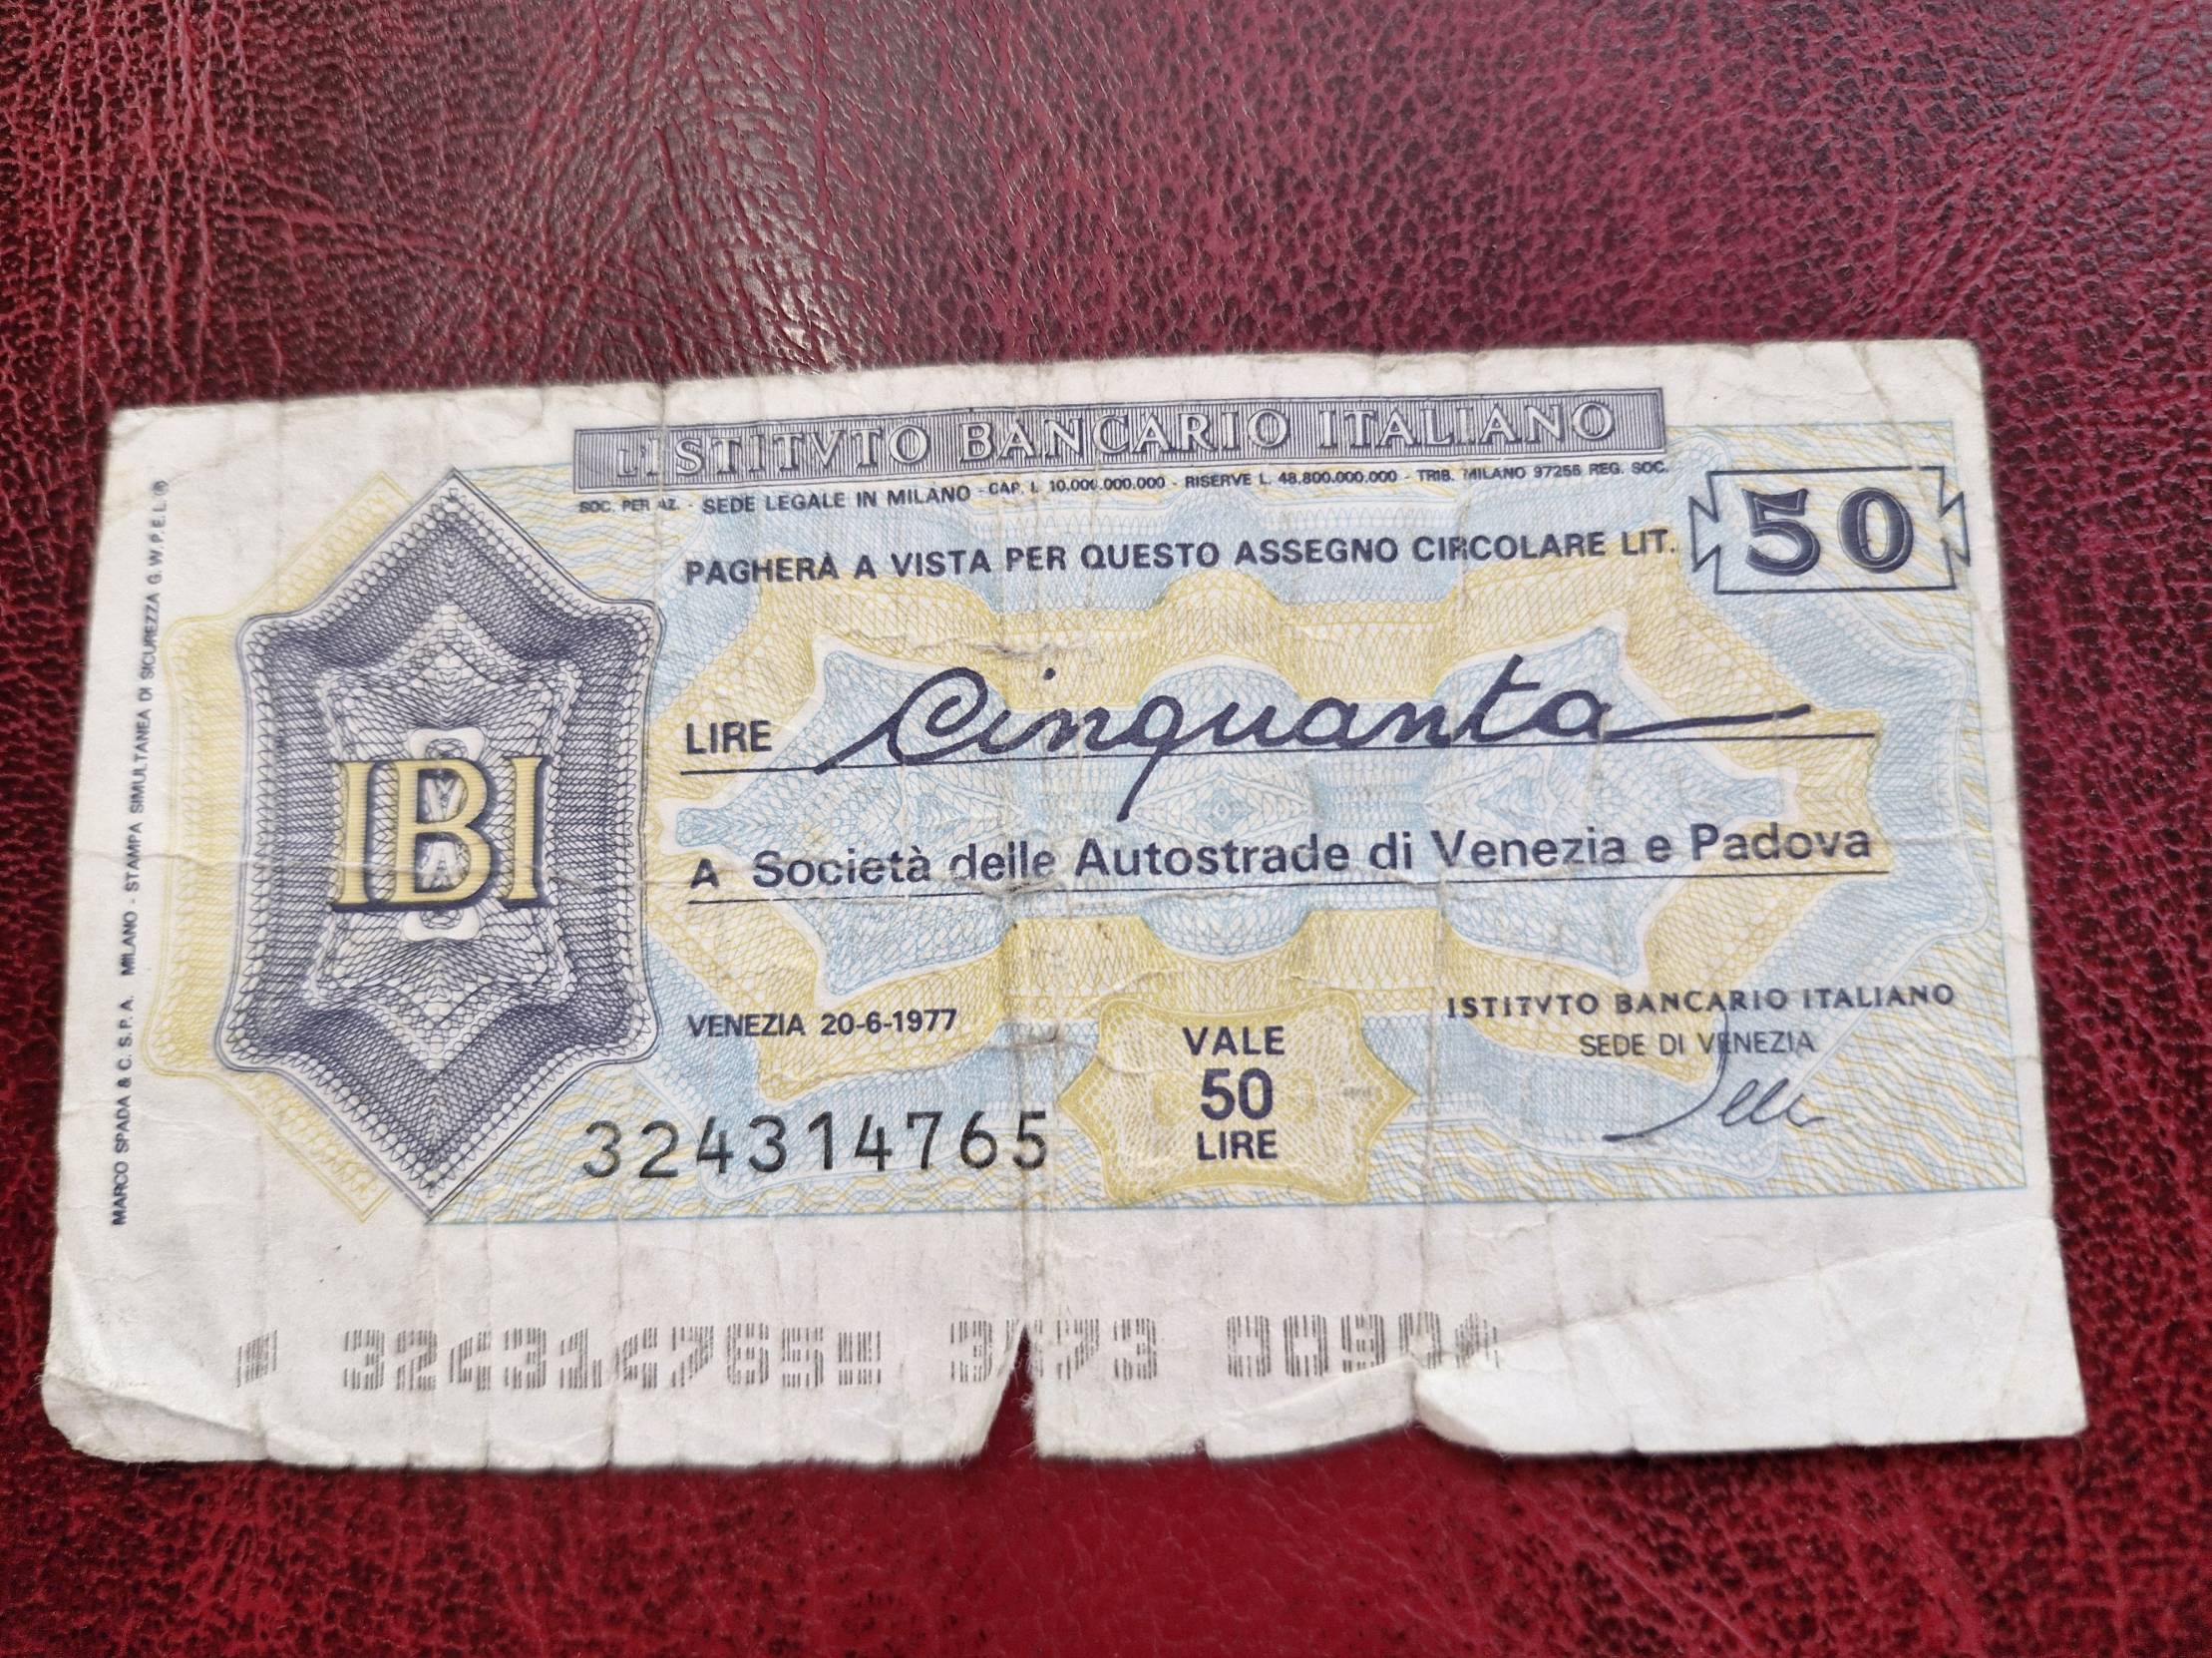 L'ISTITVTO BANCARIO ITALIANO
SOC. PER AZ. - SEDE LEGALE IN MILANO - CAP. L. 10.000.000.000 - RISERVE L. 48.800.000.000 - TRIB. MILANO 97256 REG. SOC.
PAGHERÀ A VISTA PER QUESTO ASSEGNO CIRCOLARE LIT. 50
LIRE Cinquanta
A Società delle Autostrade di Venezia e Padova
IBI
VENEZIA 20-6-1977
VALE
50
LIRE
ISTITVTO BANCARIO ITALIANO
SEDE DI VENEZIA
324314765
MARCO SPADA & C. S.P.A. MILANO - STAMPA SIMULTANEA DI SICUREZZA G.W.P.E.L.®
324314765